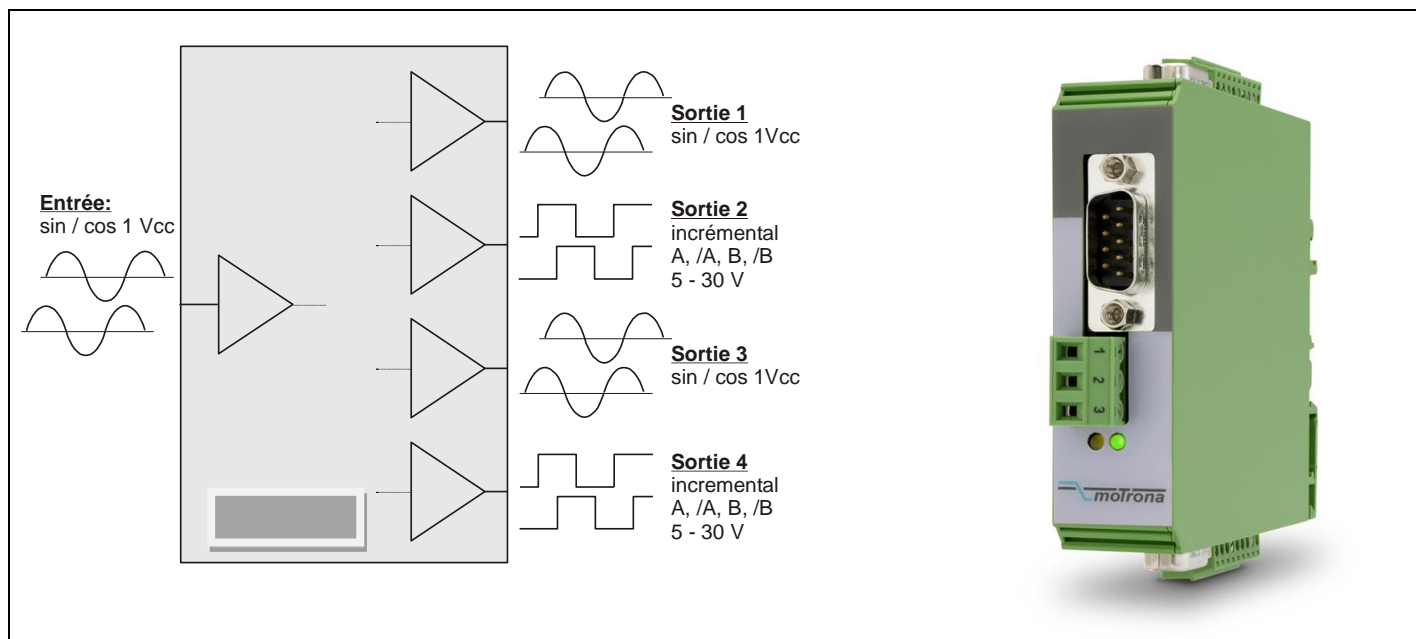 Entrée:
sin / cos 1 Vcc
Sortie 1
sin / cos 1Vcc
Sortie 2
incrémental
A, /A, B, /B
5 - 30 V
Sortie 3
sin / cos 1Vcc
Sortie 4
incremental
A, /A, B, /B
5 - 30 V
1
2
3
motrona